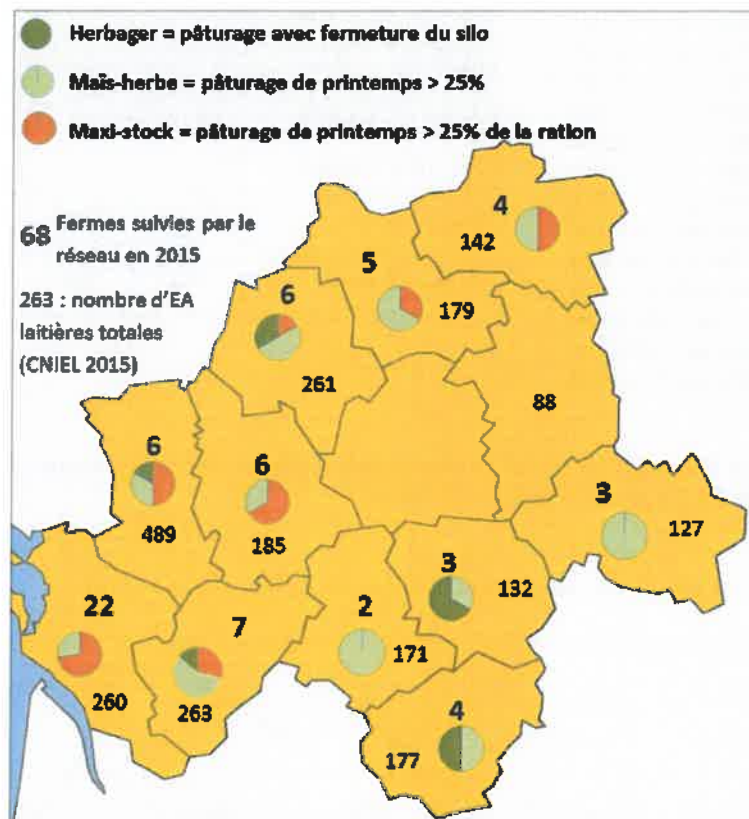 Herbager = pâturage avec fermeture du silo
Maïs-herbe = pâturage de printemps > 25%
Maxi-stock = pâturage de printemps > 25% de la ration
68 Fermes suivies par le
réseau en 2015
263 : nombre d'EA
laitières totales
(CNIEL 2015)
4
142
5
179
6
261
88
6
489
6
185
3
127
3
132
22
260
7
263
2
171
4
177